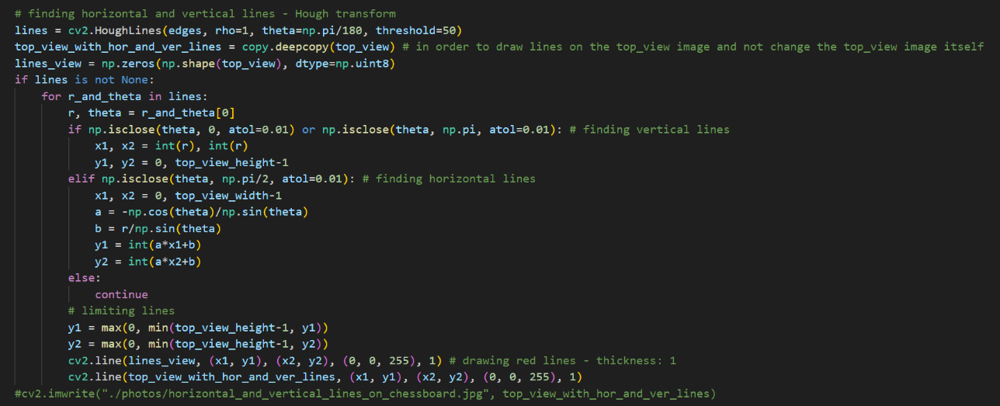 # finding horizontal and vertical lines - Hough transform
lines = cv2.HoughLines(edges, rho=1, theta=np.pi/180, threshold=50)
top_view_with_hor_and_ver_lines = copy.deepcopy(top_view) # in order to draw lines on the top_view image and not change the top_view image itself
lines_view = np.zeros(np.shape(top_view), dtype=np.uint8)
if lines is not None:
    for r_and_theta in lines:
        r, theta = r_and_theta[0]
        if np.isclose(theta, 0, atol=0.01) or np.isclose(theta, np.pi, atol=0.01): # finding vertical lines
            x1, x2 = int(r), int(r)
            y1, y2 = 0, top_view_height-1
        elif np.isclose(theta, np.pi/2, atol=0.01): # finding horizontal lines
            x1, x2 = 0, top_view_width-1
            a = -np.cos(theta)/np.sin(theta)
            b = r/np.sin(theta)
            y1 = int(a*x1+b)
            y2 = int(a*x2+b)
        else:
            continue
        # limiting lines
        y1 = max(0, min(top_view_height-1, y1))
        y2 = max(0, min(top_view_height-1, y2))
        cv2.line(lines_view, (x1, y1), (x2, y2), (0, 0, 255), 1) # drawing red lines - thickness: 1
        cv2.line(top_view_with_hor_and_ver_lines, (x1, y1), (x2, y2), (0, 0, 255), 1)
#cv2.imwrite("./photos/horizontal_and_vertical_lines_on_chessboard.jpg", top_view_with_hor_and_ver_lines)